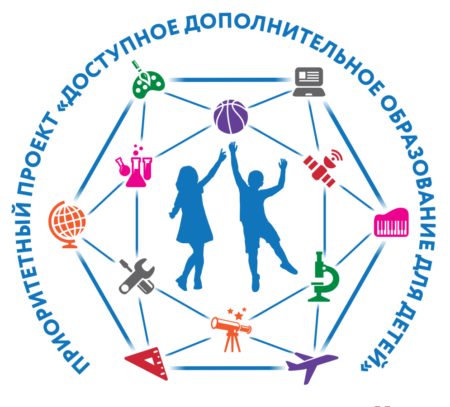 ПРИОРИТЕТНЫЙ ПРОЕКТ «ДОСТУПНОЕ ДОПОЛНИТЕЛЬНОЕ ОБРАЗОВАНИЕ ДЛЯ ДЕТЕЙ»